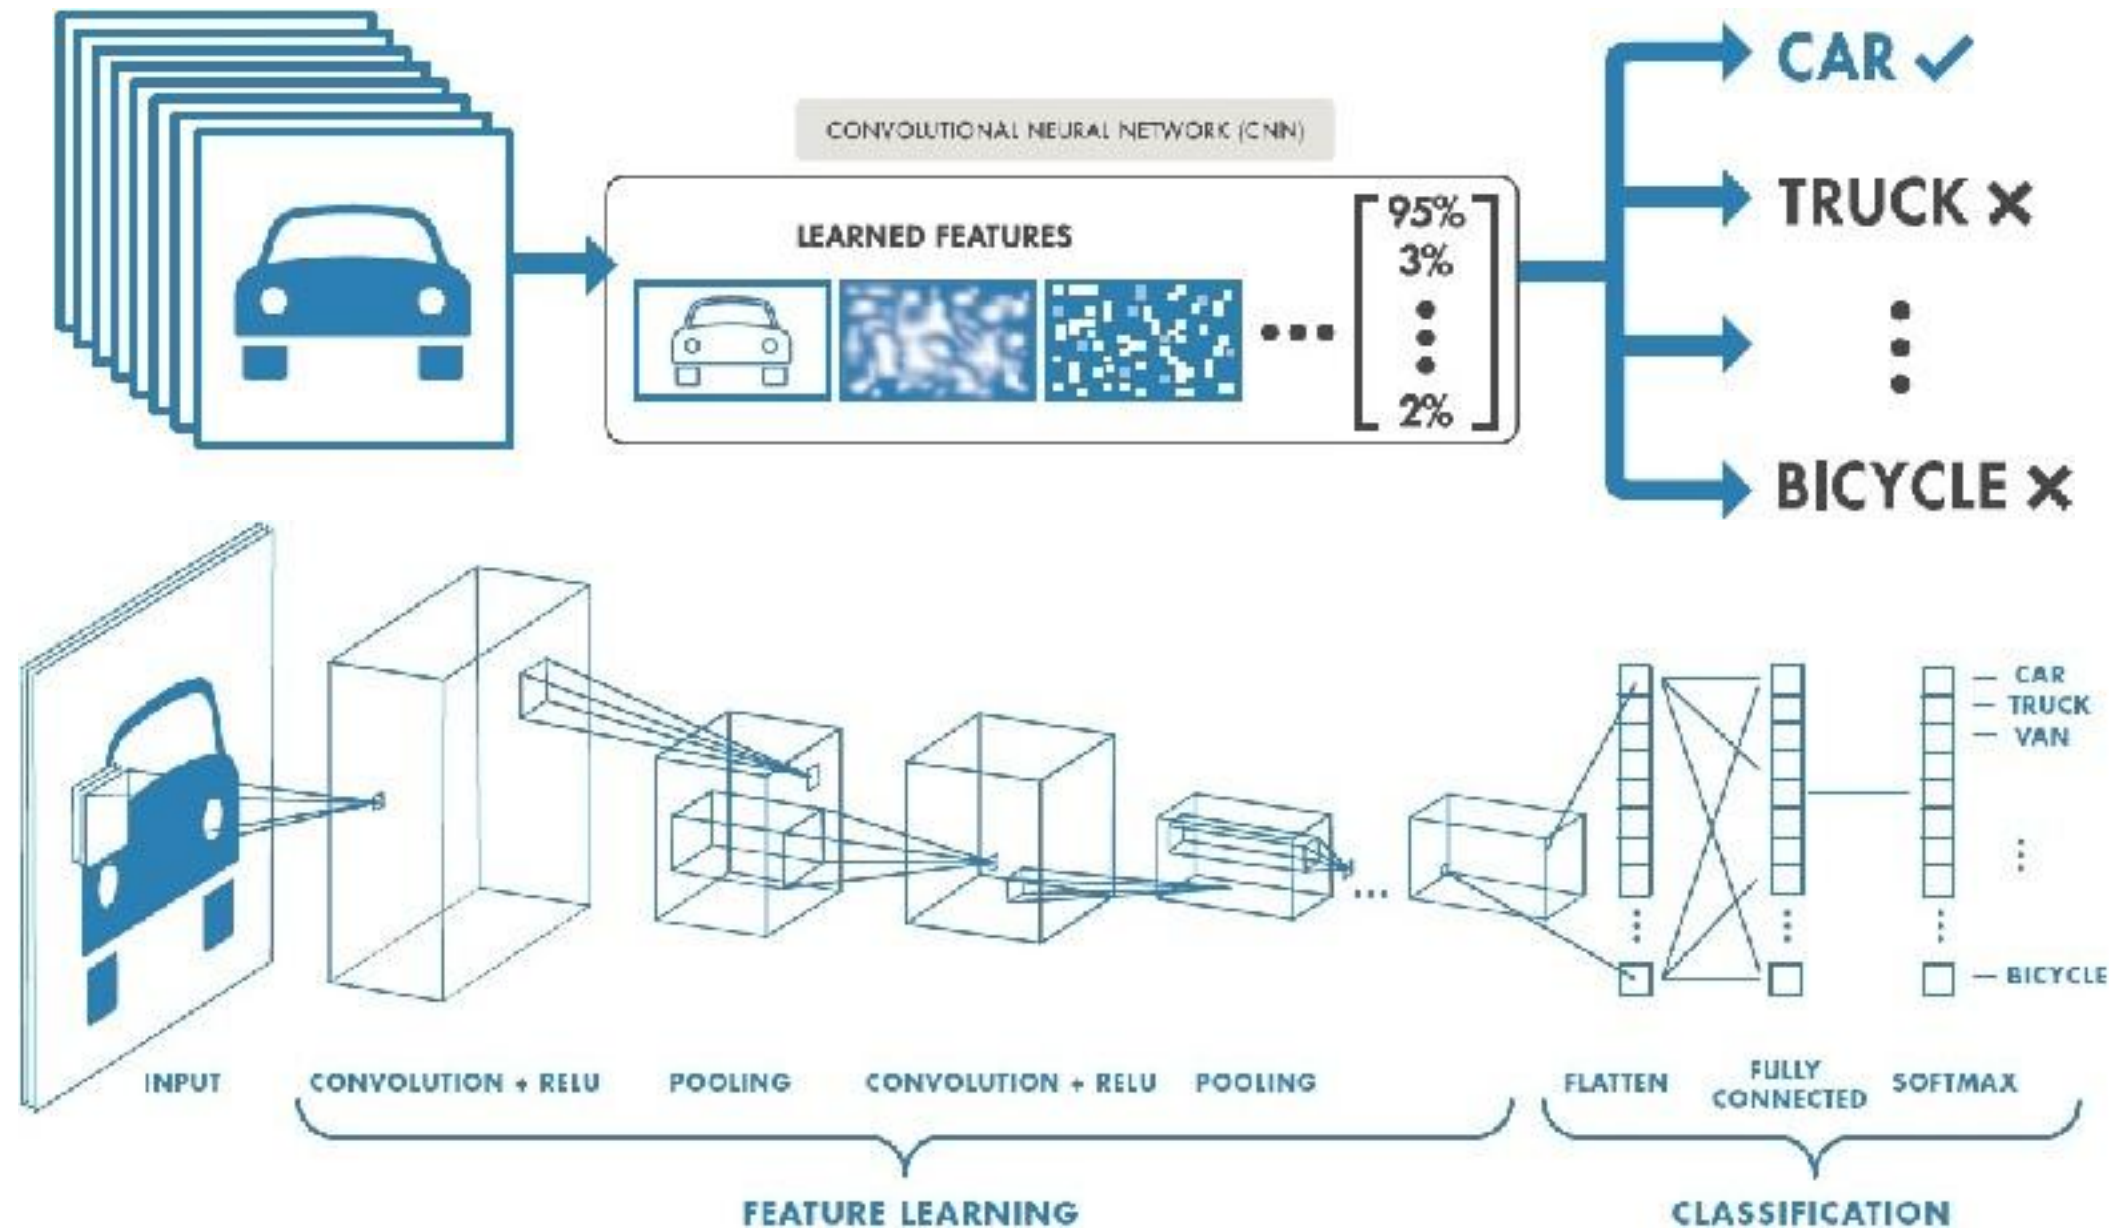 CAR ✓
CONVOLUTIONAL NEURAL NETWORK (CNN)
LEARNED FEATURES
95%
3%
2%
TRUCK ✕
BICYCLE ✕
CAR
TRUCK
VAN
BICYCLE
INPUT
CONVOLUTION + RELU
POOLING
CONVOLUTION + RELU
POOLING
FLATTEN
FULLY
CONNECTED
SOFTMAX
FEATURE LEARNING
CLASSIFICATION